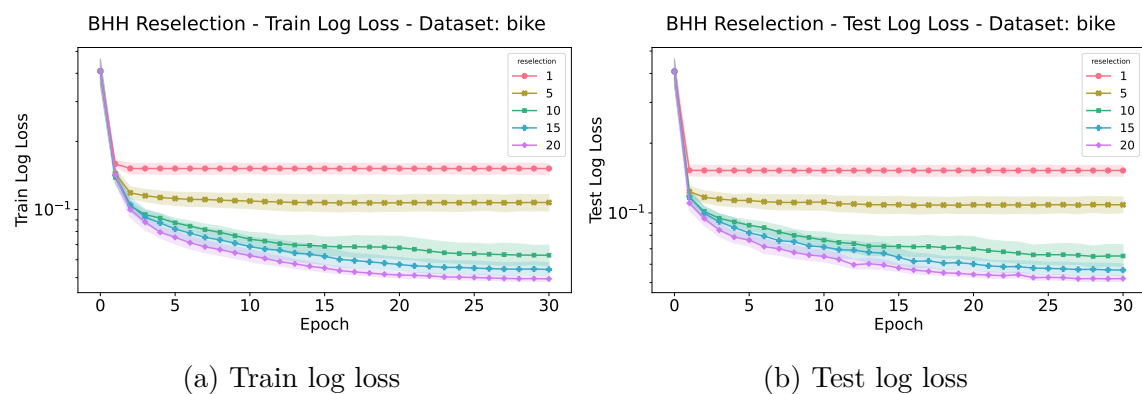 BHH Reselection - Train Log Loss - Dataset: bike
Train Log Loss
10⁻¹
reselection
1
5
10
15
20
0 5 10 15 20 25 30
Epoch
(a) Train log loss
BHH Reselection - Test Log Loss - Dataset: bike
Test Log Loss
10⁻¹
reselection
1
5
10
15
20
0 5 10 15 20 25 30
Epoch
(b) Test log loss